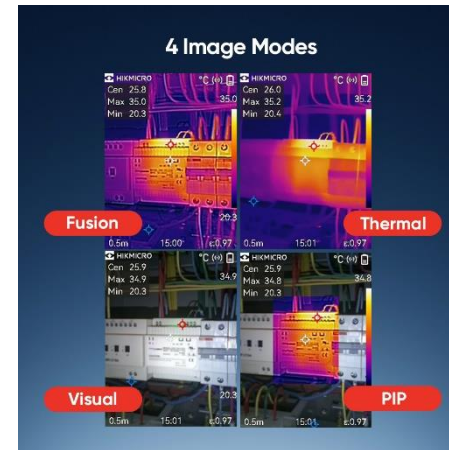 4 Image Modes
HIKMICRO °C
Cen 25.8
Max 35.0
Min 20.3
35.0
20.3
Fusion
0.5m 15:00 ε:0.97
HIKMICRO °C
Cen 26.0
Max 35.2
Min 20.4
35.2
Thermal
0.5m 15:01 ε:0.97
HIKMICRO °C
Cen 25.9
Max 34.9
Min 20.3
34.9
20.3
Visual
0.5m 15:01 ε:0.97
HIKMICRO °C
Cen 25.9
Max 34.8
Min 20.3
34.8
PIP
0.5m 15:01 ε:0.97